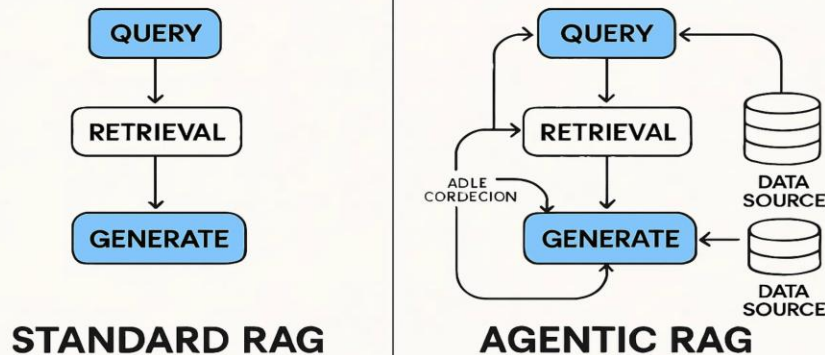 QUERY
RETRIEVAL
GENERATE
STANDARD RAG
QUERY
RETRIEVAL
ADLE
CORDECION
GENERATE
DATA
SOURCE
DATA
SOURCE
AGENTIC RAG